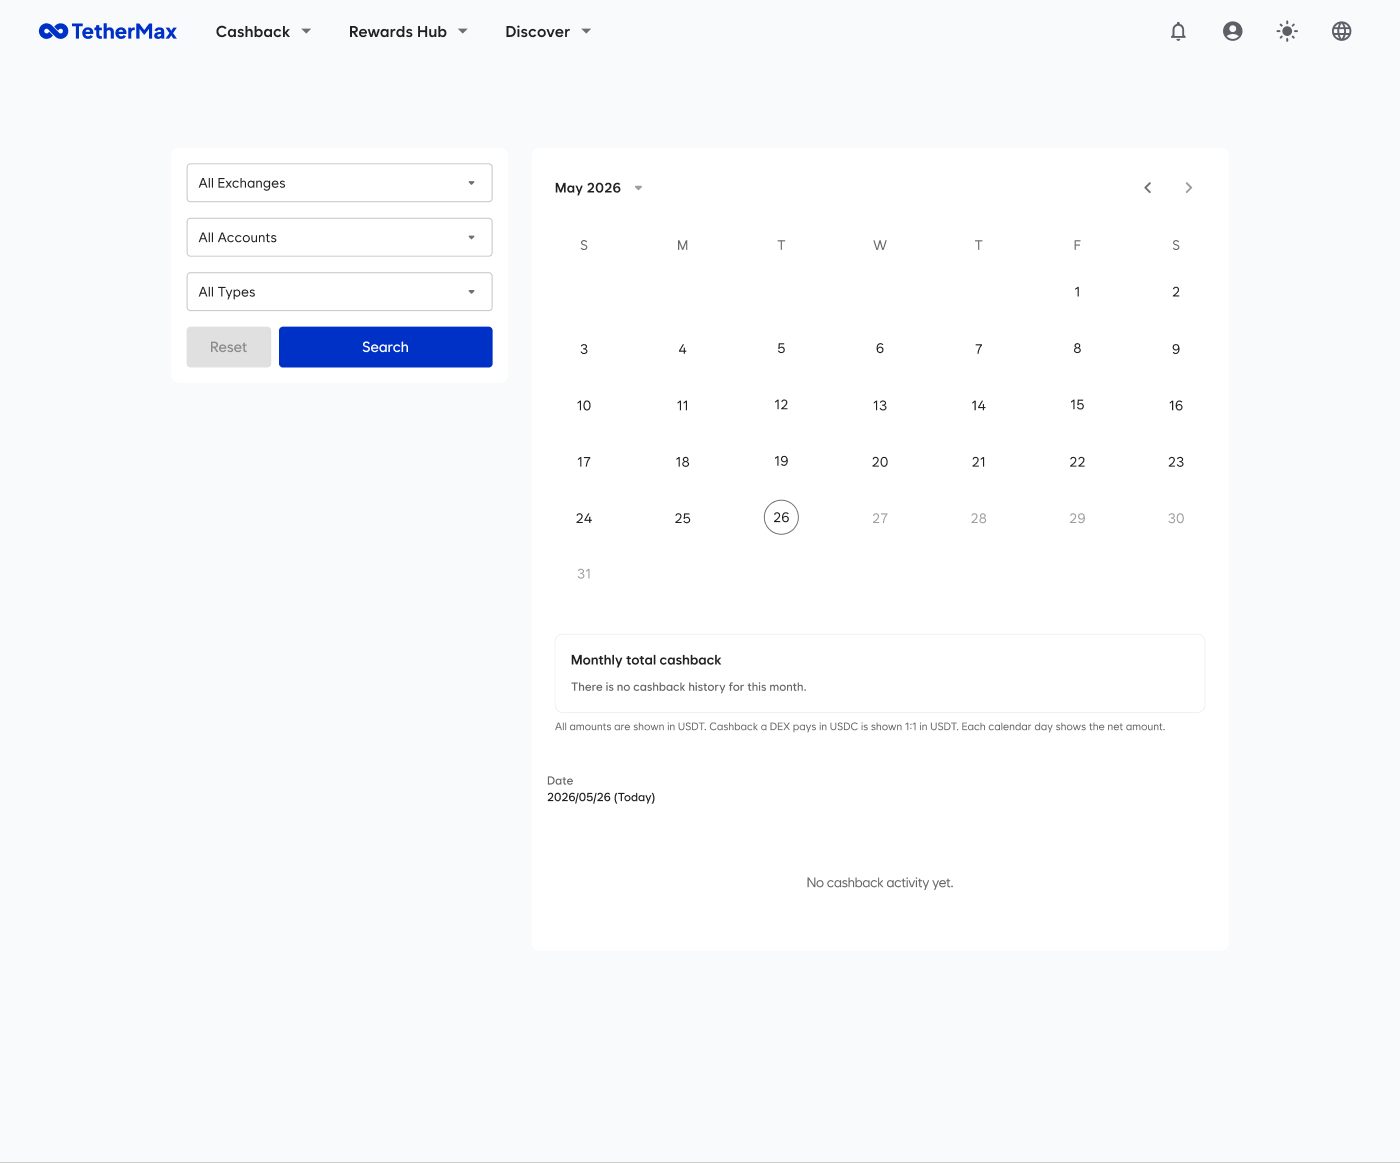 TetherMax
Cashback
Rewards Hub
Discover
All Exchanges
All Accounts
All Types
Reset
Search
May 2026
S M T W T F S
1 2
3 4 5 6 7 8 9
10 11 12 13 14 15 16
17 18 19 20 21 22 23
24 25 26 27 28 29 30
31
Monthly total cashback
There is no cashback history for this month.
All amounts are shown in USDT. Cashback a DEX pays in USDC is shown 1:1 in USDT. Each calendar day shows the net amount.
Date
2026/05/26 (Today)
No cashback activity yet.